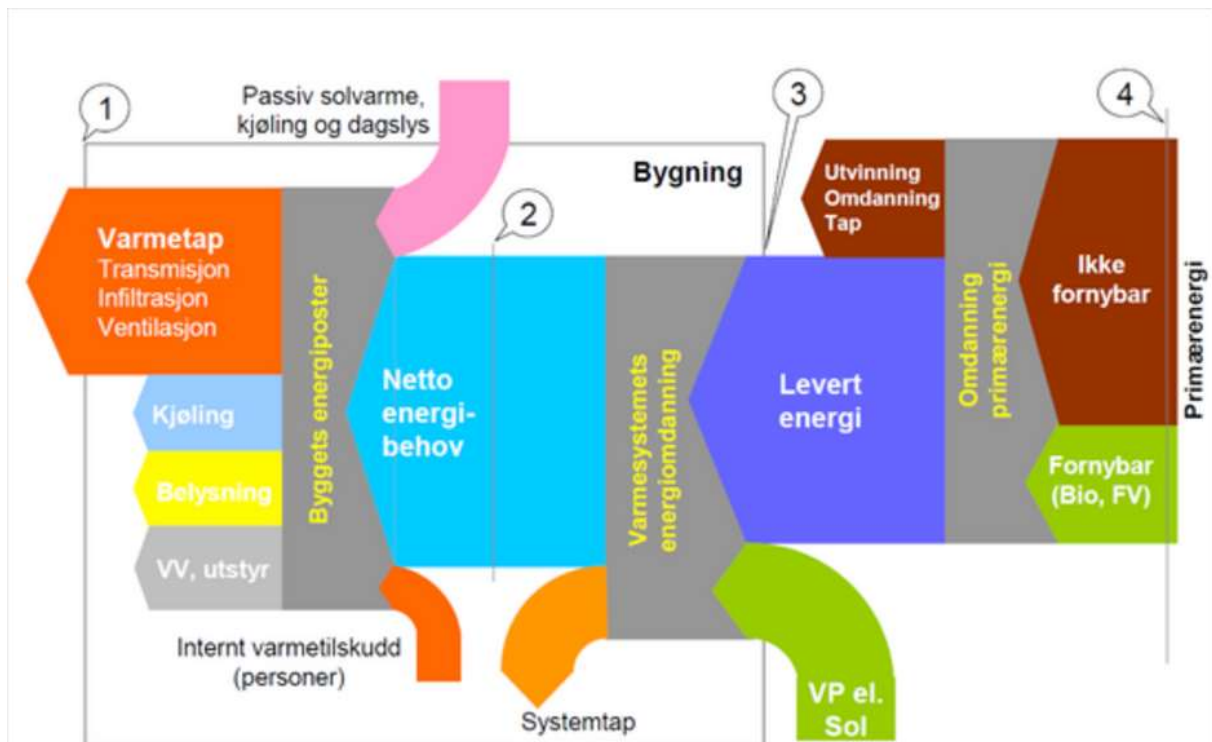 1
Passiv solvarme,
kjøling og dagslys
3
4
Bygning
2
Utvinning
Omdanning
Tap
Varmetap
Transmisjon
Infiltrasjon
Ventilasjon
Kjøling
Belysning
VV, utstyr
Byggets energiposter
Netto
energi-
behov
Varmesystemets
energiomdanning
Levert
energi
Omdanning
primærenergi
Ikke
fornybar
Fornybar
(Bio, FV)
Primærenergi
Internt varmetilskudd
(personer)
Systemtap
VP el.
Sol